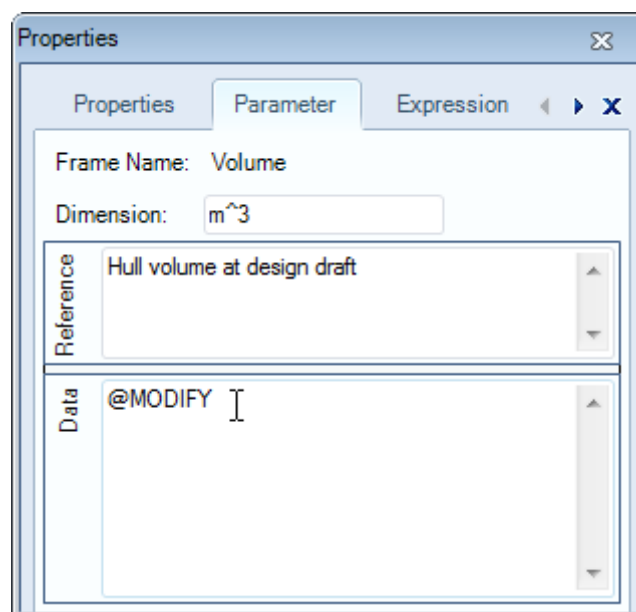 Properties
Properties Parameter Expression
Frame Name: Volume
Dimension: m^3
Reference
Hull volume at design draft
Data
@MODIFY